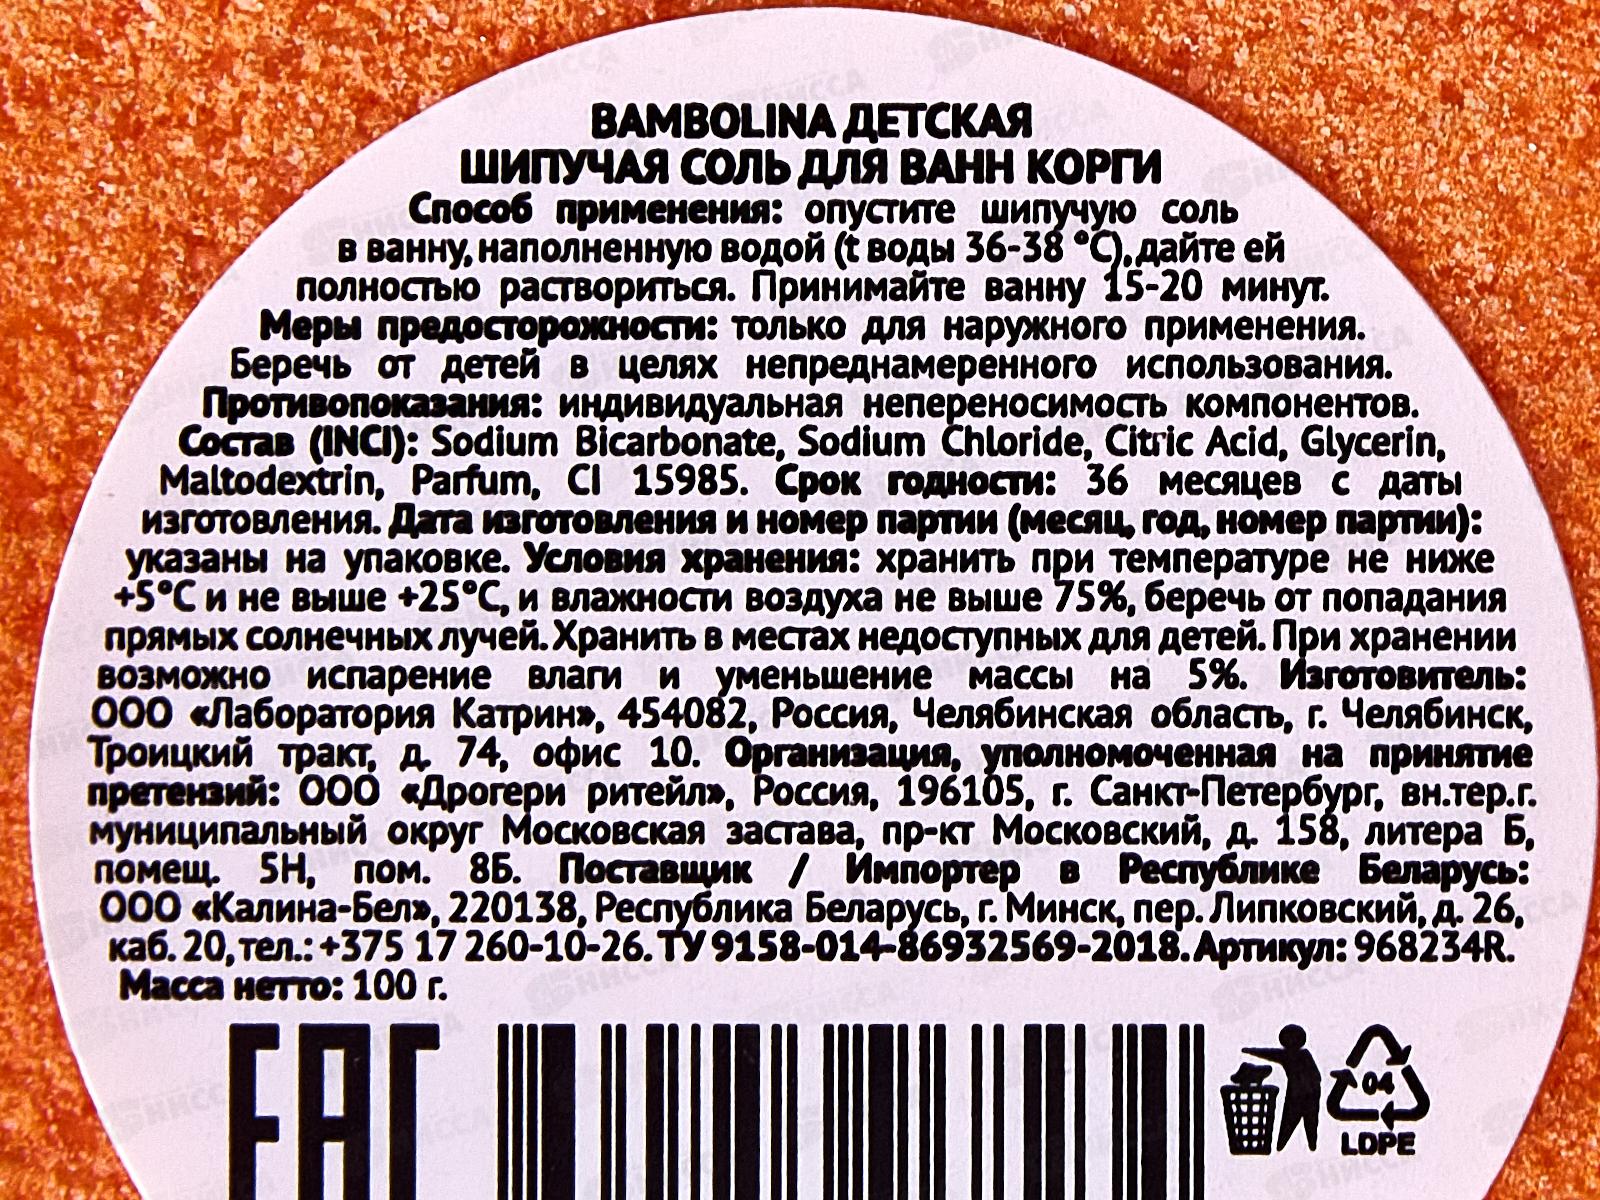 BAMBOLINA ДЕТСКАЯ
ШИПУЧАЯ СОЛЬ ДЛЯ ВАНН КОРГИ
Способ применения: опустите шипучую соль
в ванну, наполненную водой (t воды 36-38 °C), дайте ей
полностью раствориться. Принимайте ванну 15-20 минут.
Меры предосторожности: только для наружного применения.
Беречь от детей в целях непреднамеренного использования.
Противопоказания: индивидуальная непереносимость компонентов.
Состав (INCI): Sodium Bicarbonate, Sodium Chloride, Citric Acid, Glycerin,
Maltodextrin, Parfum, CI 15985. Срок годности: 36 месяцев с даты
изготовления. Дата изготовления и номер партии (месяц, год, номер партии):
указаны на упаковке. Условия хранения: хранить при температуре не ниже
+5°C и не выше +25°C, и влажности воздуха не выше 75%, беречь от попадания
прямых солнечных лучей. Хранить в местах недоступных для детей. При хранении
возможно испарение влаги и уменьшение массы на 5%. Изготовитель:
ООО «Лаборатория Катрин», 454082, Россия, Челябинская область, г. Челябинск,
Троицкий тракт, д. 74, офис 10. Организация, уполномоченная на принятие
претензий: ООО «Дрогери ритейл», Россия, 196105, г. Санкт-Петербург, вн.тер.г.
муниципальный округ Московская застава, пр-кт Московский, д. 158, литера Б,
помещ. 5Н, пом. 8Б. Поставщик / Импортер в Республике Беларусь:
ООО «Калина-Бел», 220138, Республика Беларусь, г. Минск, пер. Липковский, д. 26,
каб. 20, тел.: +375 17 260-10-26. ТУ 9158-014-86932569-2018. Артикул: 968234R.
Масса нетто: 100 г.
EAC
04
LDPE